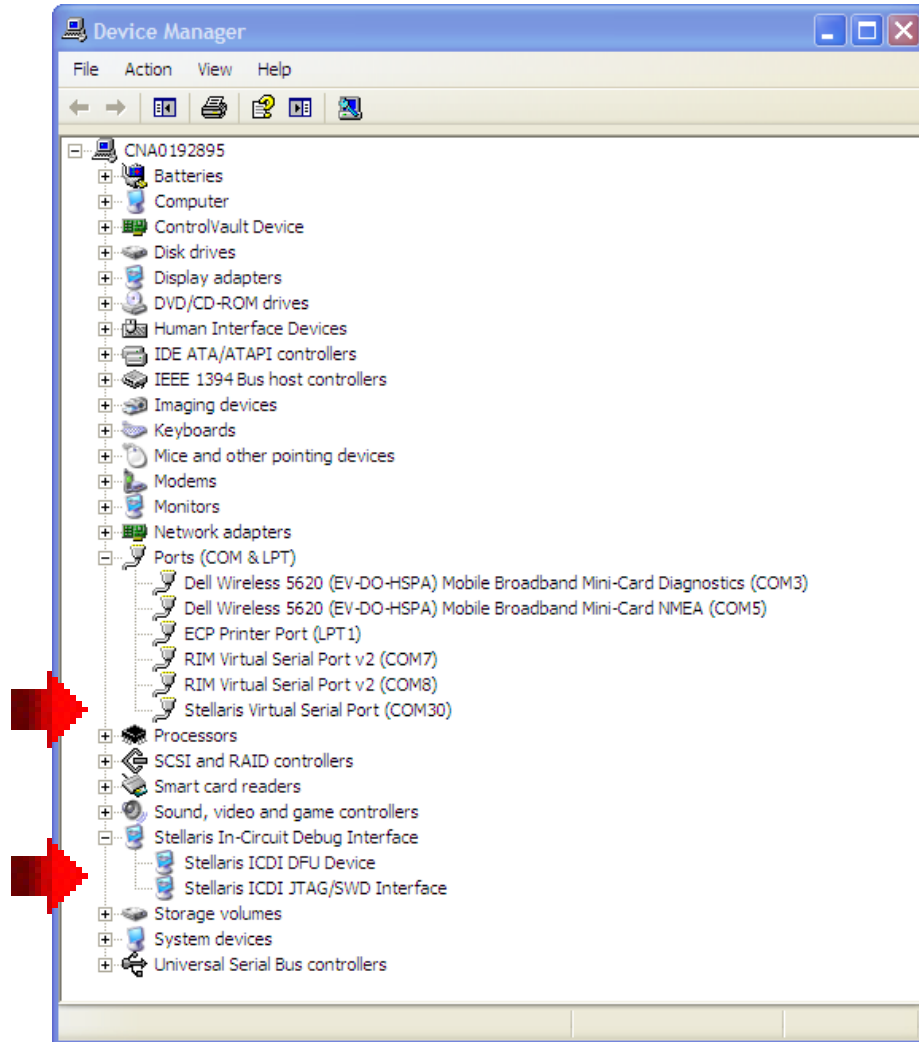 Device Manager
File Action View Help
CNA0192895
Batteries
Computer
ControlVault Device
Disk drives
Display adapters
DVD/CD-ROM drives
Human Interface Devices
IDE ATA/ATAPI controllers
IEEE 1394 Bus host controllers
Imaging devices
Keyboards
Mice and other pointing devices
Modems
Monitors
Network adapters
Ports (COM & LPT)
Dell Wireless 5620 (EV-DO-HSPA) Mobile Broadband Mini-Card Diagnostics (COM3)
Dell Wireless 5620 (EV-DO-HSPA) Mobile Broadband Mini-Card NMEA (COM5)
ECP Printer Port (LPT1)
RIM Virtual Serial Port v2 (COM7)
RIM Virtual Serial Port v2 (COM8)
Stellaris Virtual Serial Port (COM30)
Processors
SCSI and RAID controllers
Smart card readers
Sound, video and game controllers
Stellaris In-Circuit Debug Interface
Stellaris ICDI DFU Device
Stellaris ICDI JTAG/SWD Interface
Storage volumes
System devices
Universal Serial Bus controllers